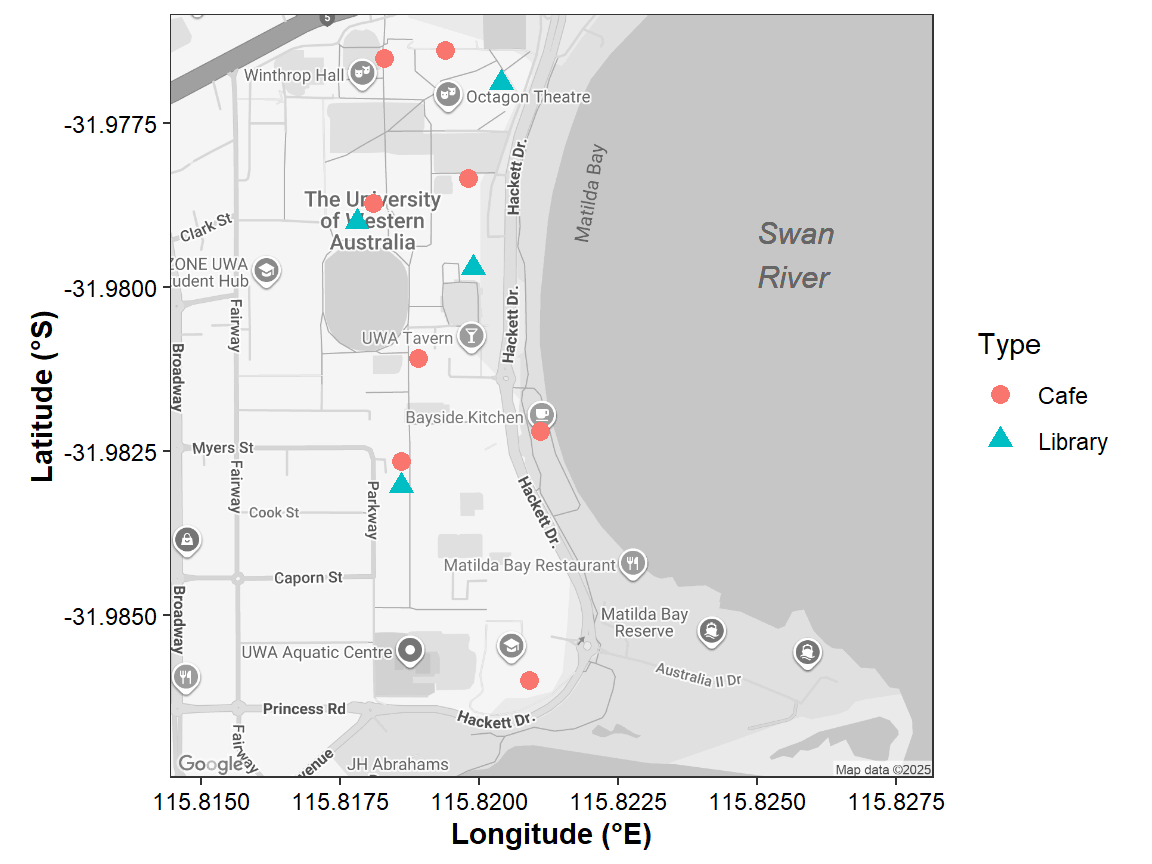 5
Winthrop Hall
Octagon Theatre
-31.9775
Hackett Dr.
Matilda Bay
The University
of Western
Australia
Clark St
Swan
River
ZONE UWA
udent Hub
-31.9800
Fairway
Hackett Dr.
UWA Tavern
Broadway
Bayside Kitchen
Latitude (°S)
Type
Cafe
Library
-31.9825
Myers St
Fairway
Parkway
Cook St
Hackett Dr.
Matilda Bay Restaurant
Caporn St
Broadway
-31.9850
Matilda Bay
Reserve
UWA Aquatic Centre
Australia II Dr
Princess Rd
Hackett Dr.
Fairway
venue
JH Abrahams
Google
Map data ©2025
115.8150
115.8175
115.8200
115.8225
115.8250
115.8275
Longitude (°E)